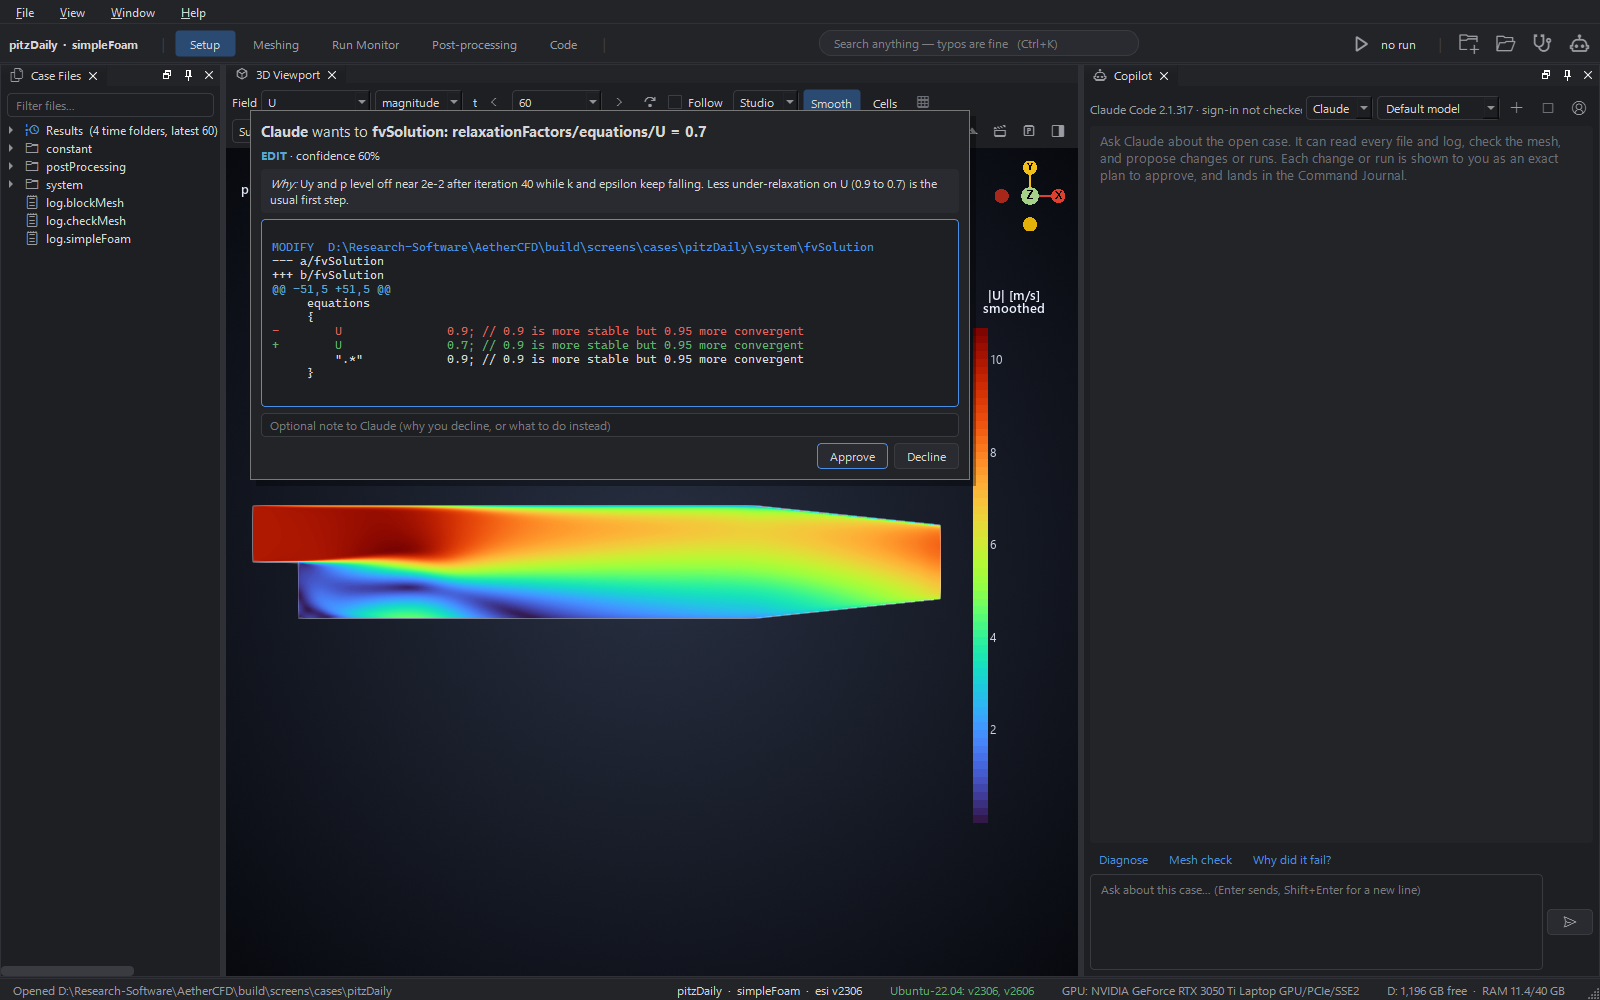 File View Window Help
pitzDaily · simpleFoam Setup Meshing Run Monitor Post-processing Code Search anything — typos are fine (Ctrl+K) no run
Case Files
Filter files...
Results (4 time folders, latest 60)
constant
postProcessing
system
log.blockMesh
log.checkMesh
log.simpleFoam
3D Viewport
Field U magnitude t 60 Follow Studio Smooth Cells
Su
p
Claude wants to fvSolution: relaxationFactors/equations/U = 0.7
EDIT · confidence 60%
Why: Uy and p level off near 2e-2 after iteration 40 while k and epsilon keep falling. Less under-relaxation on U (0.9 to 0.7) is the
usual first step.
MODIFY D:\Research-Software\AetherCFD\build\screens\cases\pitzDaily\system\fvSolution
--- a/fvSolution
+++ b/fvSolution
@@ -51,5 +51,5 @@
equations
{
- U 0.9; // 0.9 is more stable but 0.95 more convergent
+ U 0.7; // 0.9 is more stable but 0.95 more convergent
".*" 0.9; // 0.9 is more stable but 0.95 more convergent
}
Optional note to Claude (why you decline, or what to do instead)
Approve Decline
Y
Z X
|U| [m/s]
smoothed
10
8
6
4
2
Copilot
Claude Code 2.1.317 · sign-in not checked Claude Default model
Ask Claude about the open case. It can read every file and log, check the mesh,
and propose changes or runs. Each change or run is shown to you as an exact
plan to approve, and lands in the Command Journal.
Diagnose Mesh check Why did it fail?
Ask about this case... (Enter sends, Shift+Enter for a new line)
Opened D:\Research-Software\AetherCFD\build\screens\cases\pitzDaily pitzDaily · simpleFoam · esi v2306 Ubuntu-22.04: v2306, v2606 GPU: NVIDIA GeForce RTX 3050 Ti Laptop GPU/PCIe/SSE2 D: 1,196 GB free · RAM 11.4/40 GB